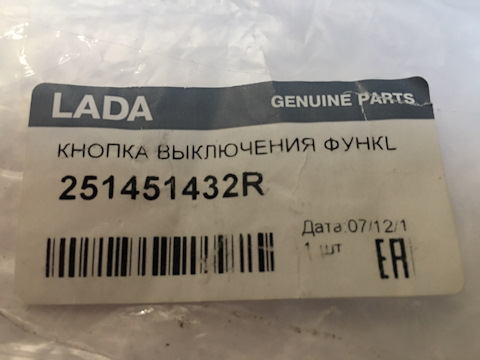 LADA GENUINE PARTS
КНОПКА ВЫКЛЮЧЕНИЯ ФУНКL
251451432R
Дата:07/12/1
1 шт
EAC